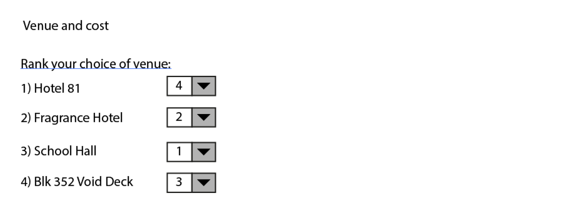 Venue and cost
Rank your choice of venue:
1) Hotel 81 4
2) Fragrance Hotel 2
3) School Hall 1
4) Blk 352 Void Deck 3